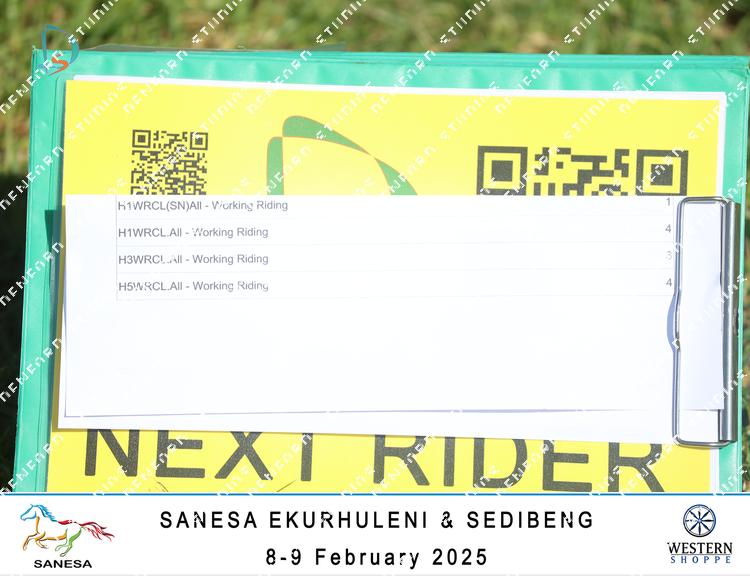 H1WRCL(SN)All - Working Riding 1
H1WRCL.All - Working Riding 4
H3WRCL.All - Working Riding 3
H5WRCL.All - Working Riding 4
NEXT RIDER
SANESA EKURHULENI & SEDIBENG
8-9 February 2025
SANESA
WESTERN
SHOPPE